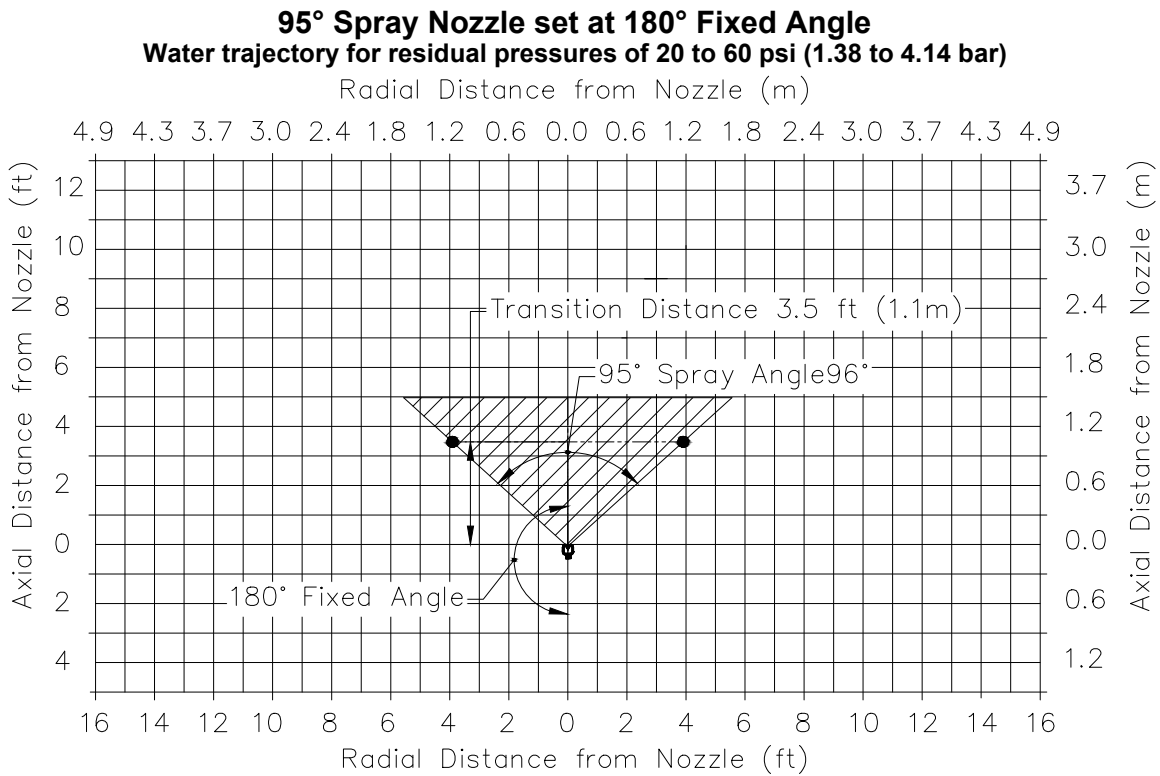 95° Spray Nozzle set at 180° Fixed Angle
Water trajectory for residual pressures of 20 to 60 psi (1.38 to 4.14 bar)
Radial Distance from Nozzle (m)
4.9 4.3 3.7 3.0 2.4 1.8 1.2 0.6 0.0 0.6 1.2 1.8 2.4 3.0 3.7 4.3 4.9
Axial Distance from Nozzle (ft)
12
10
8
6
4
2
0
2
4
Transition Distance 3.5 ft (1.1m)
95° Spray Angle96°
180° Fixed Angle
3.7
3.0
2.4
1.8
1.2
0.6
0.0
0.6
1.2
Axial Distance from Nozzle (m)
16 14 12 10 8 6 4 2 0 2 4 6 8 10 12 14 16
Radial Distance from Nozzle (ft)